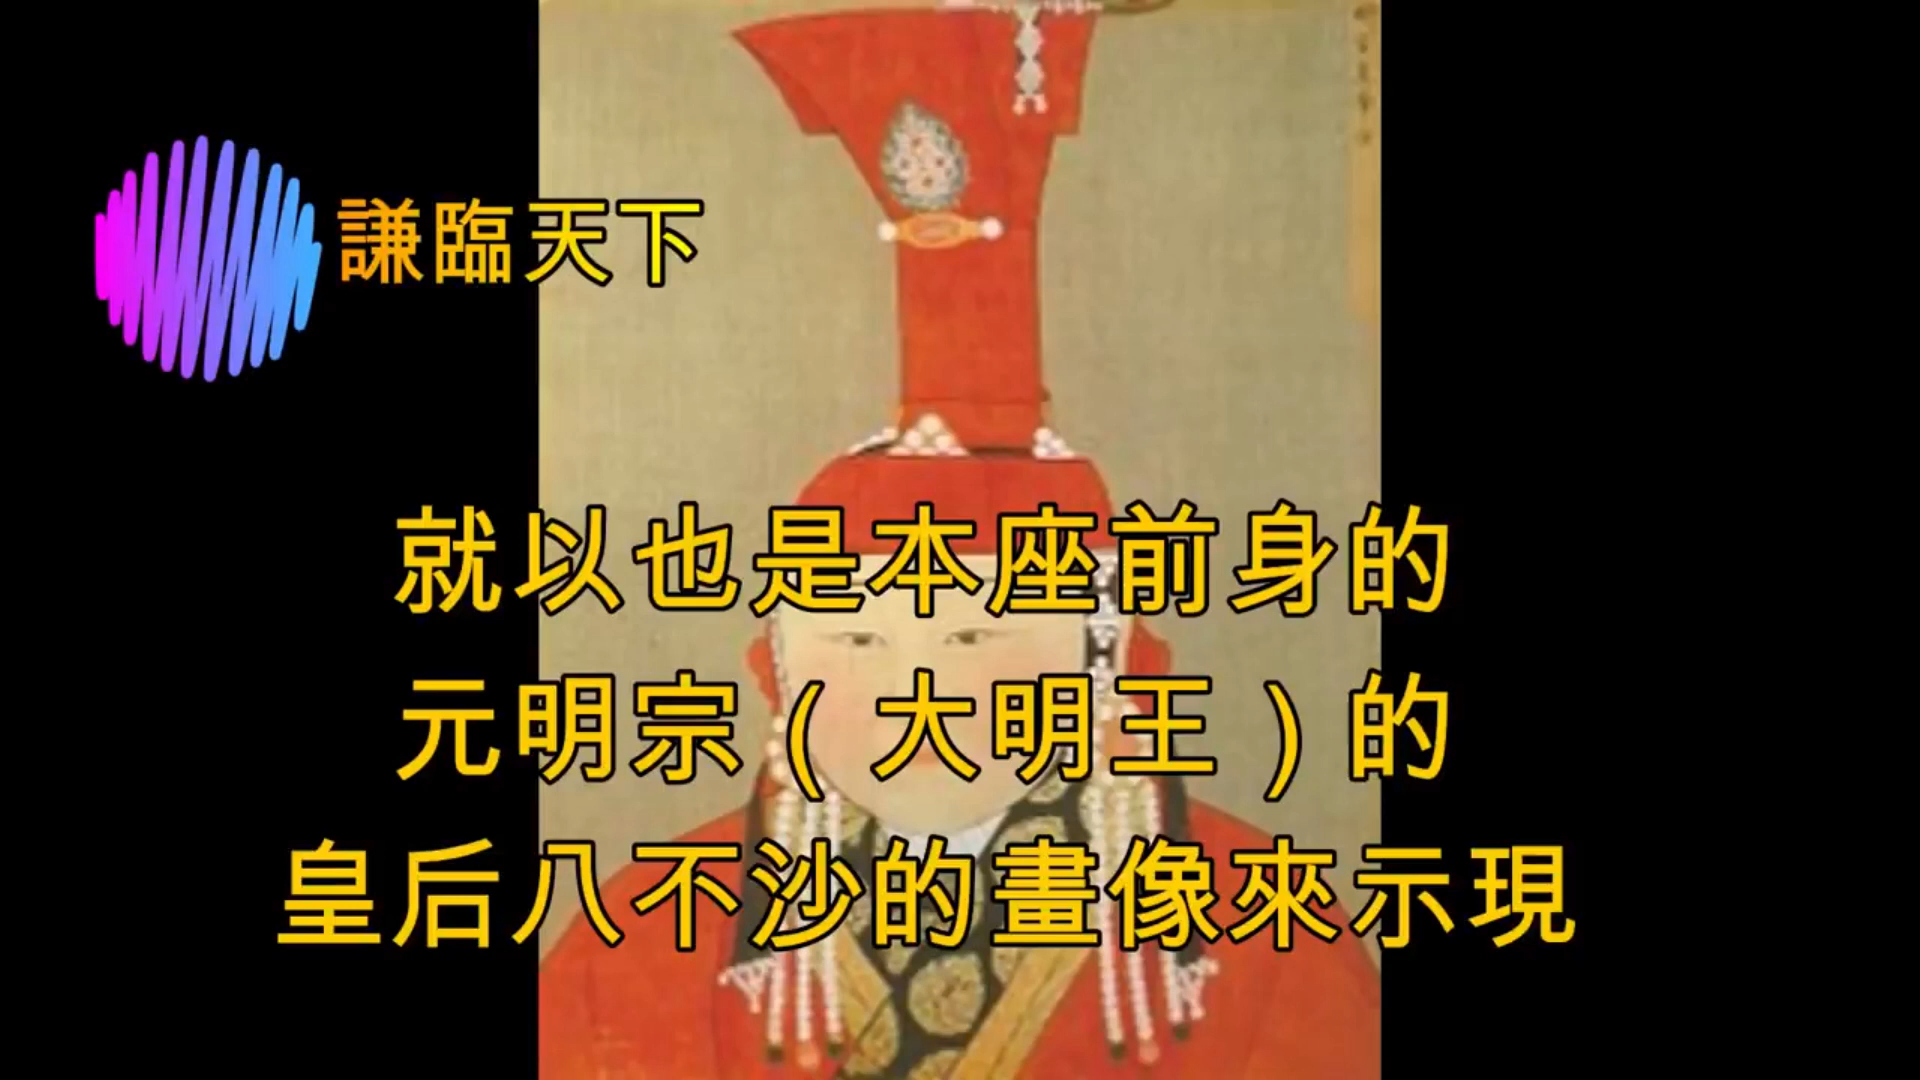 謙臨天下
就以也是本座前身的
元明宗(大明王)的
皇后八不沙的畫像來示現